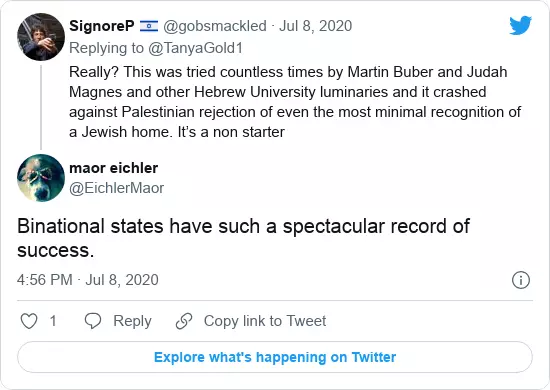 SignoreP 🇮🇱 @gobsmackled · Jul 8, 2020
Replying to @TanyaGold1
Really? This was tried countless times by Martin Buber and Judah
Magnes and other Hebrew University luminaries and it crashed
against Palestinian rejection of even the most minimal recognition of
a Jewish home. It’s a non starter
maor eichler
@EichlerMaor
Binational states have such a spectacular record of
success.
4:56 PM · Jul 8, 2020
1 Reply Copy link to Tweet
Explore what's happening on Twitter